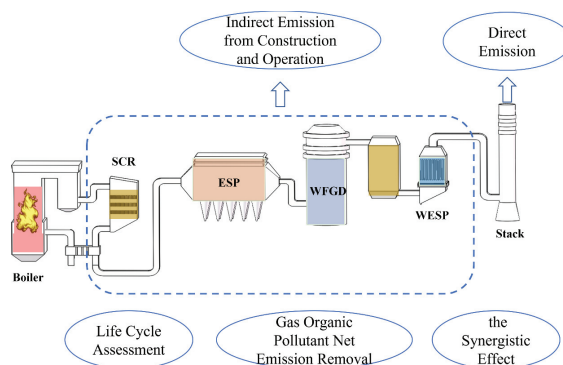 Indirect Emission
from Construction
and Operation
Direct
Emission
SCR
ESP
WFGD
WESP
Stack
Boiler
Life Cycle
Assessment
Gas Organic
Pollutant Net
Emission Removal
the
Synergistic
Effect